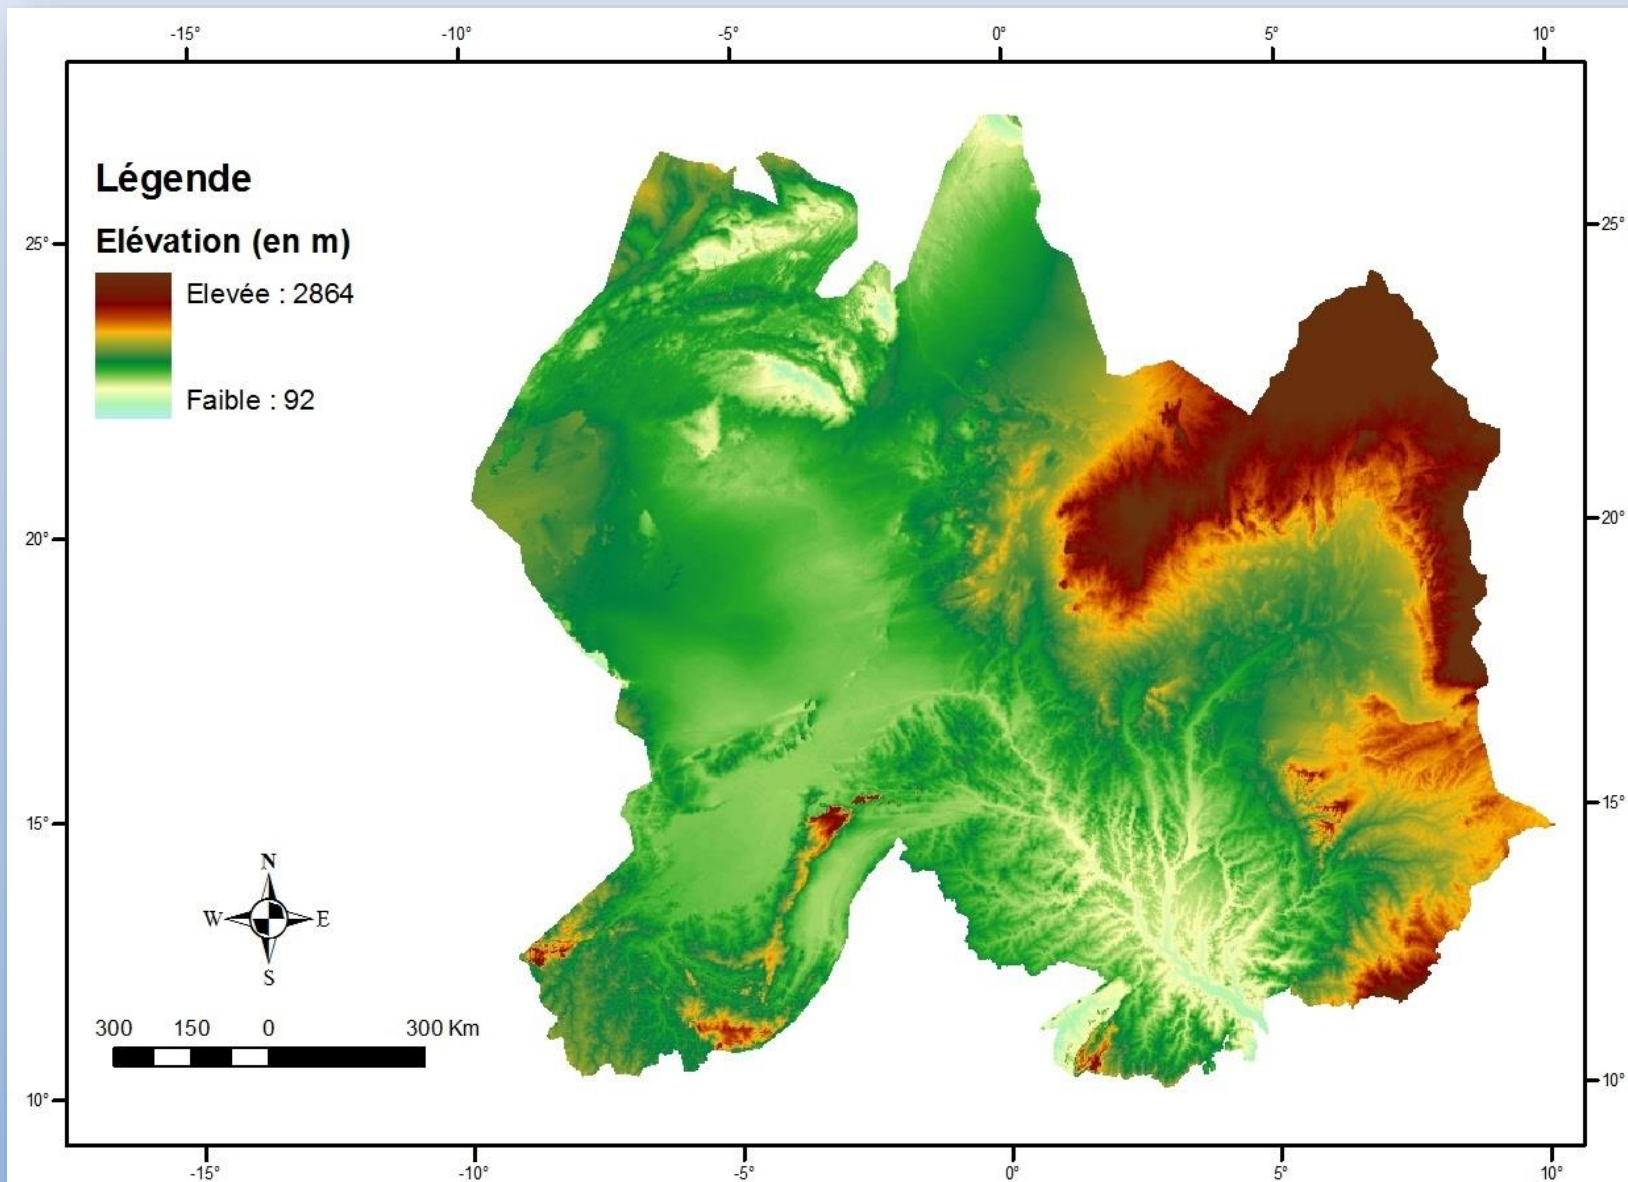 -15° -10° -5° 0° 5° 10°
Légende
Elévation (en m)
Elevée : 2864
Faible : 92
25° 25°
20° 20°
15° 15°
10° 10°
N
W E
S
300 150 0 300 Km
-15° -10° -5° 0° 5° 10°